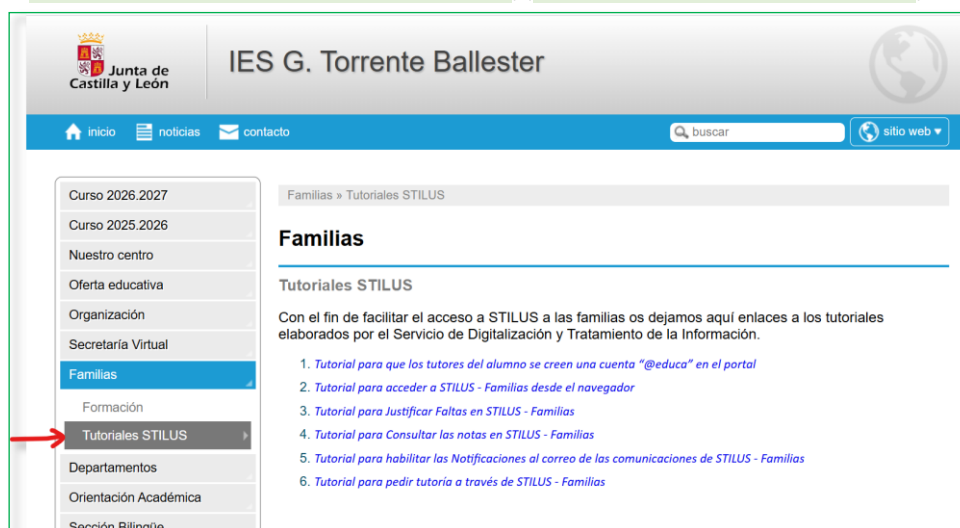 Junta de
Castilla y León
IES G. Torrente Ballester
inicio
noticias
contacto
buscar
sitio web
Curso 2026.2027
Curso 2025.2026
Nuestro centro
Oferta educativa
Organización
Secretaría Virtual
Familias
Formación
Tutoriales STILUS
Departamentos
Orientación Académica
Sección Bilingüe
Familias » Tutoriales STILUS
Familias
Tutoriales STILUS
Con el fin de facilitar el acceso a STILUS a las familias os dejamos aquí enlaces a los tutoriales
elaborados por el Servicio de Digitalización y Tratamiento de la Información.
1. Tutorial para que los tutores del alumno se creen una cuenta “@educa” en el portal
2. Tutorial para acceder a STILUS - Familias desde el navegador
3. Tutorial para Justificar Faltas en STILUS - Familias
4. Tutorial para Consultar las notas en STILUS - Familias
5. Tutorial para habilitar las Notificaciones al correo de las comunicaciones de STILUS - Familias
6. Tutorial para pedir tutoría a través de STILUS - Familias